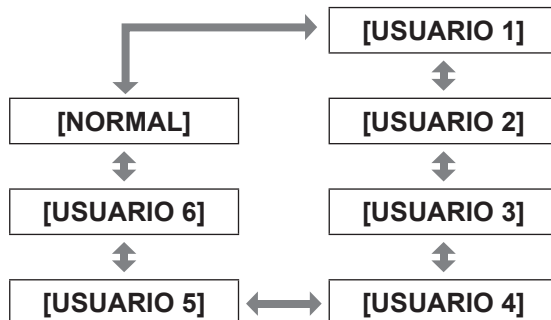 [USUARIO 1]
[NORMAL]
[USUARIO 2]
[USUARIO 6]
[USUARIO 3]
[USUARIO 5]
[USUARIO 4]